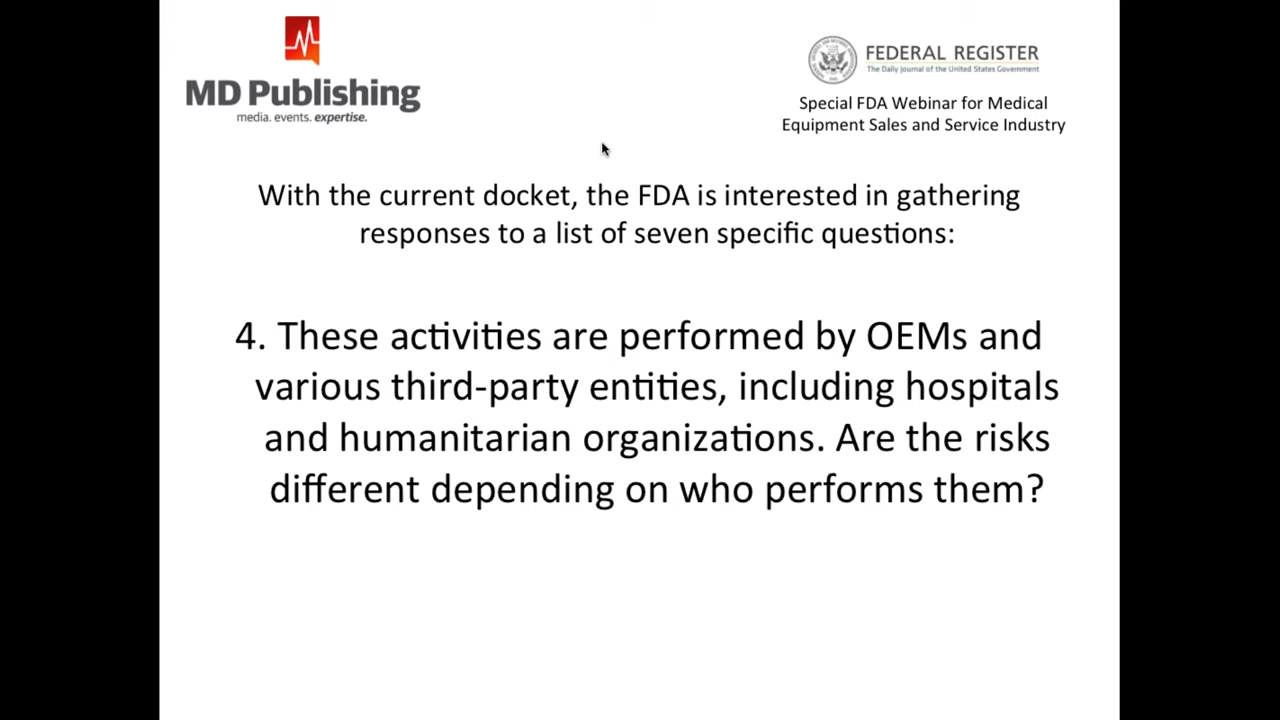 MD Publishing
media. events. expertise.
FEDERAL REGISTER
The Daily Journal of the United States Government
Special FDA Webinar for Medical
Equipment Sales and Service Industry
With the current docket, the FDA is interested in gathering
responses to a list of seven specific questions:
4. These activities are performed by OEMs and
various third-party entities, including hospitals
and humanitarian organizations. Are the risks
different depending on who performs them?